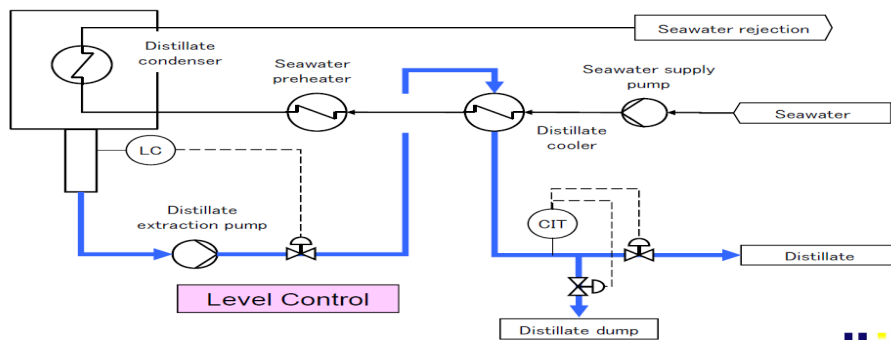 Seawater rejection
Distillate
condenser
Seawater
preheater
Seawater supply
pump
Seawater
Distillate
cooler
LC
Distillate
extraction pump
CIT
Distillate
Level Control
Distillate dump